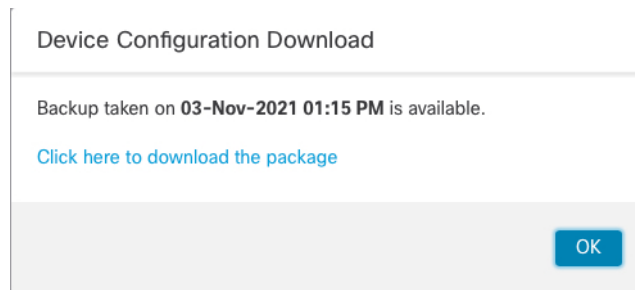 Device Configuration Download
Backup taken on 03-Nov-2021 01:15 PM is available.
Click here to download the package
OK